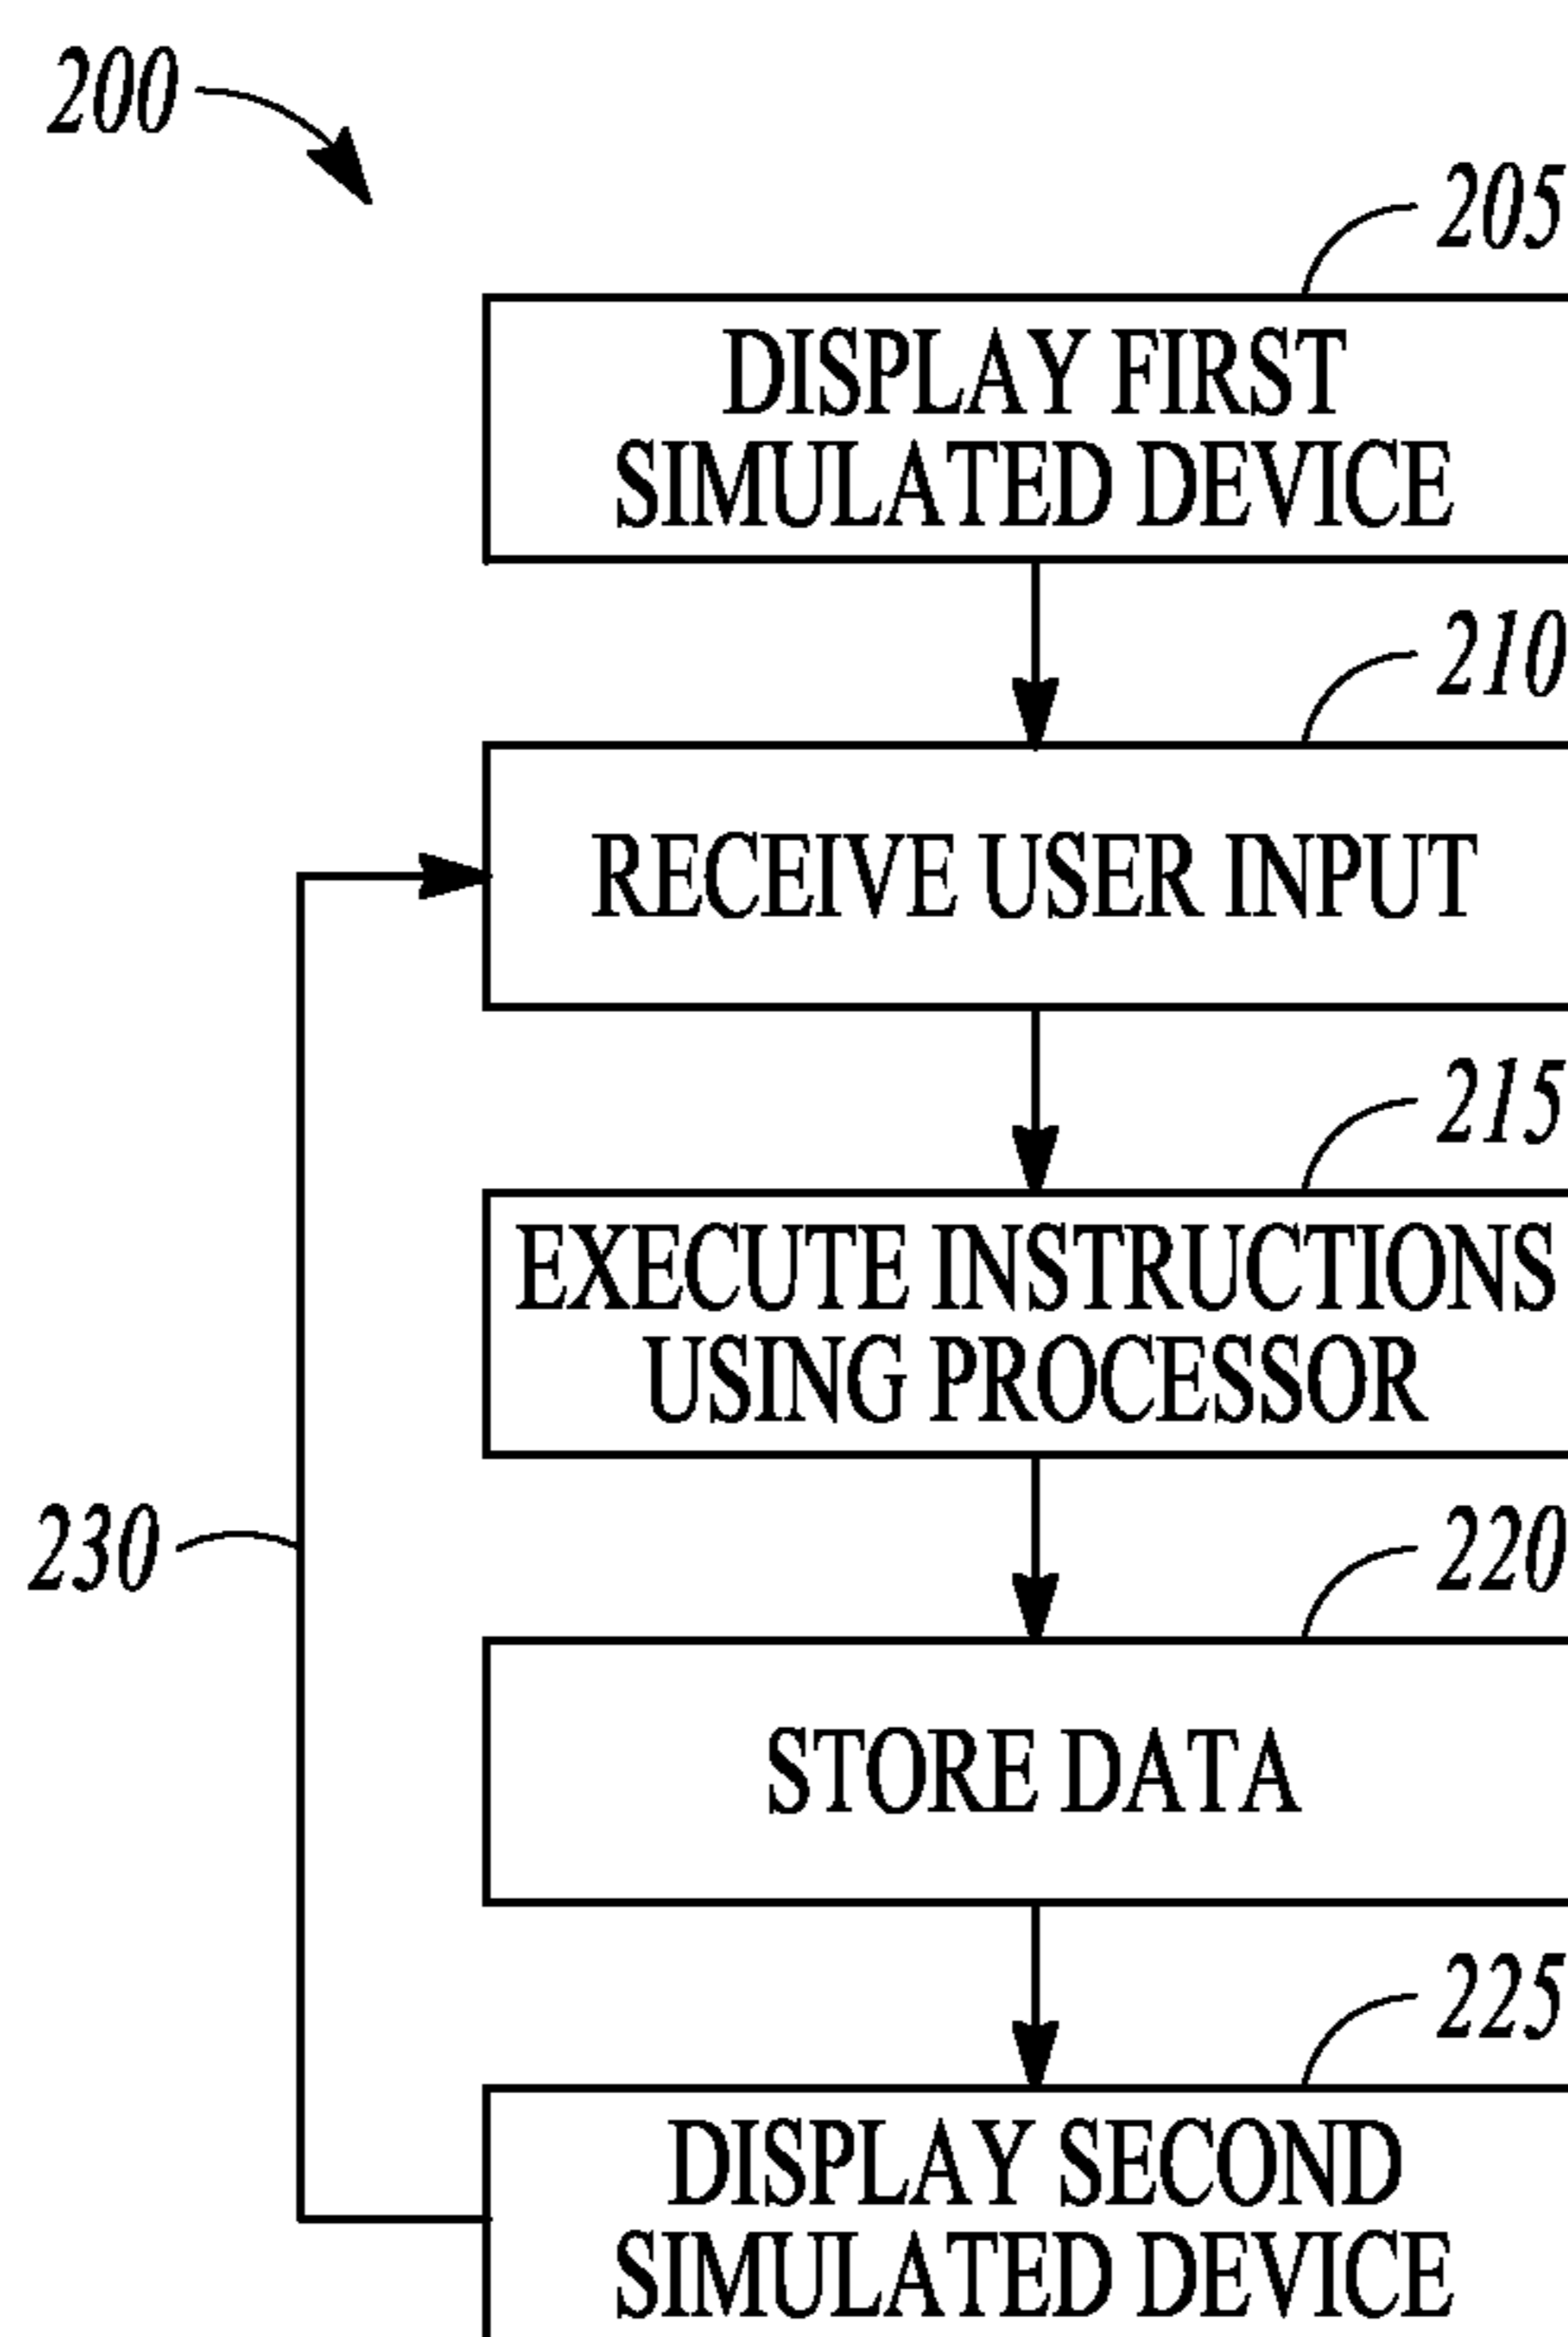 200
205
DISPLAY FIRST
SIMULATED DEVICE
210
RECEIVE USER INPUT
215
EXECUTE INSTRUCTIONS
USING PROCESSOR
230
220
STORE DATA
225
DISPLAY SECOND
SIMULATED DEVICE